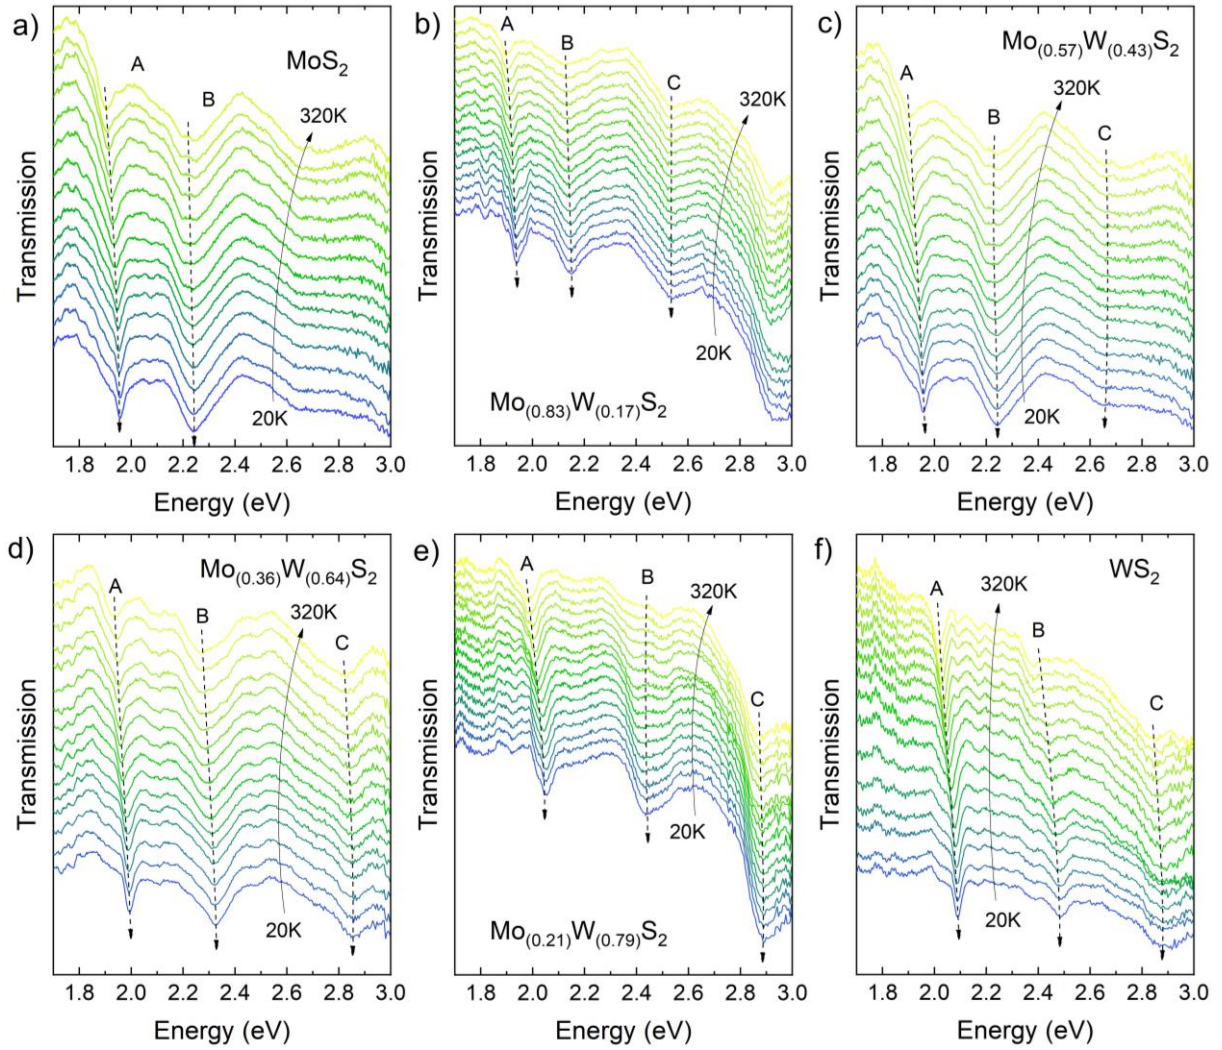 a)
MoS2
A
B
320K
20K
Transmission
1.8 2.0 2.2 2.4 2.6 2.8 3.0
Energy (eV)
b)
A
B
C
320K
20K
Mo(0.83)W(0.17)S2
Transmission
1.8 2.0 2.2 2.4 2.6 2.8 3.0
Energy (eV)
c)
Mo(0.57)W(0.43)S2
A
B
C
320K
20K
Transmission
1.8 2.0 2.2 2.4 2.6 2.8 3.0
Energy (eV)
d)
Mo(0.36)W(0.64)S2
A
B
C
320K
20K
Transmission
1.8 2.0 2.2 2.4 2.6 2.8 3.0
Energy (eV)
e)
A
B
C
320K
20K
Mo(0.21)W(0.79)S2
Transmission
1.8 2.0 2.2 2.4 2.6 2.8 3.0
Energy (eV)
f)
WS2
A
B
C
320K
20K
Transmission
1.8 2.0 2.2 2.4 2.6 2.8 3.0
Energy (eV)